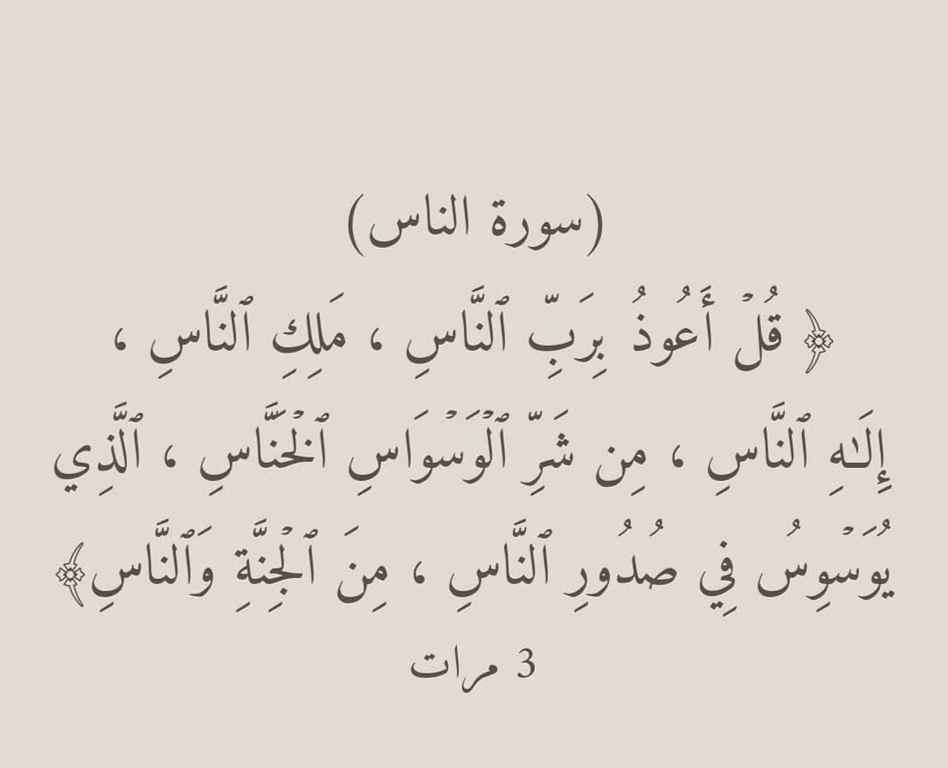 (سورة الناس)
﴿ قُلۡ أَعُوذُ بِرَبِّ ٱلنَّاسِ ، مَلِكِ ٱلنَّاسِ ،
إِلَـٰهِ ٱلنَّاسِ ، مِن شَرِّ ٱلۡوَسۡوَاسِ ٱلۡخَنَّاسِ ، ٱلَّذِي
يُوَسۡوِسُ فِي صُدُورِ ٱلنَّاسِ ، مِنَ ٱلۡجِنَّةِ وَٱلنَّاسِ﴾
3 مرات